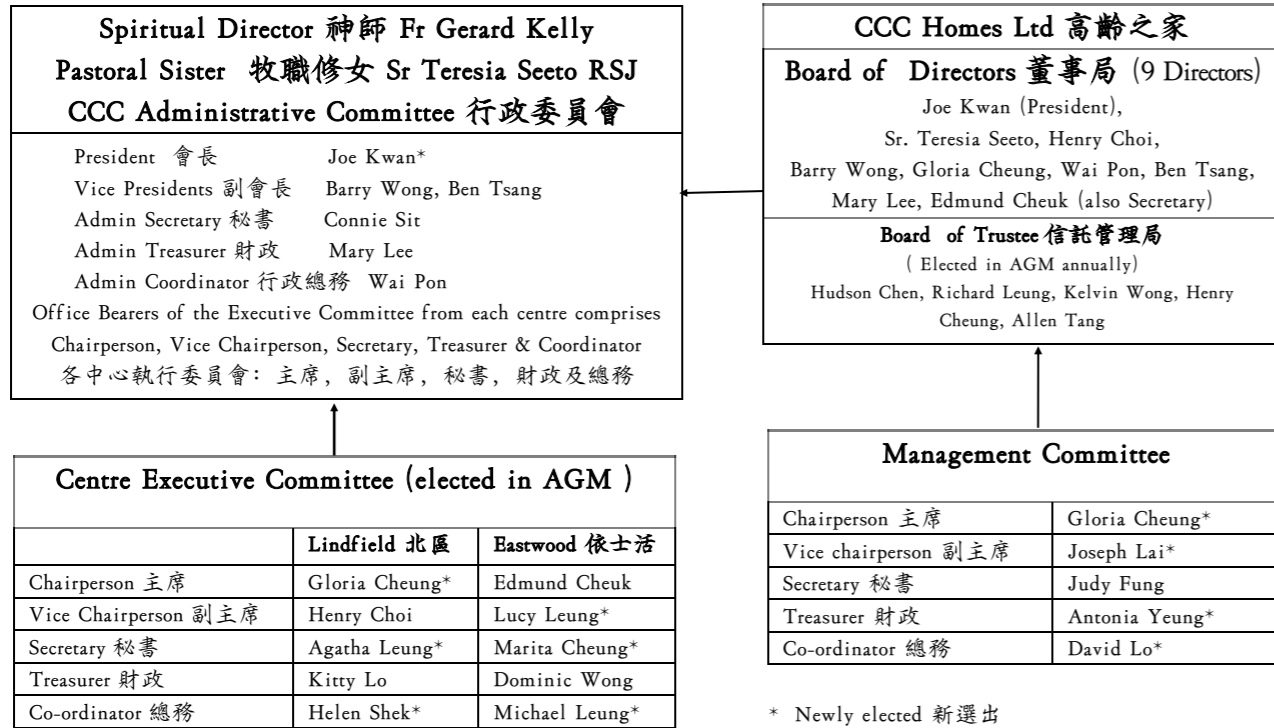 Spiritual Director 神師 Fr Gerard Kelly
Pastoral Sister 牧職修女 Sr Teresia Seeto RSJ
CCC Administrative Committee 行政委員會
President 會長 Joe Kwan*
Vice Presidents 副會長 Barry Wong, Ben Tsang
Admin Secretary 秘書 Connie Sit
Admin Treasurer 財政 Mary Lee
Admin Coordinator 行政總務 Wai Pon
Office Bearers of the Executive Committee from each centre comprises
Chairperson, Vice Chairperson, Secretary, Treasurer & Coordinator
各中心執行委員會: 主席, 副主席, 秘書, 財政及總務
CCC Homes Ltd 高齡之家
Board of Directors 董事局 (9 Directors)
Joe Kwan (President),
Sr. Teresia Seeto, Henry Choi,
Barry Wong, Gloria Cheung, Wai Pon, Ben Tsang,
Mary Lee, Edmund Cheuk (also Secretary)
Board of Trustee 信託管理局
( Elected in AGM annually)
Hudson Chen, Richard Leung, Kelvin Wong, Henry
Cheung, Allen Tang
Centre Executive Committee (elected in AGM )
Lindfield 北區 Eastwood 依士活
Chairperson 主席 Gloria Cheung* Edmund Cheuk
Vice Chairperson 副主席 Henry Choi Lucy Leung*
Secretary 秘書 Agatha Leung* Marita Cheung*
Treasurer 財政 Kitty Lo Dominic Wong
Co-ordinator 總務 Helen Shek* Michael Leung*
Management Committee
Chairperson 主席 Gloria Cheung*
Vice chairperson 副主席 Joseph Lai*
Secretary 秘書 Judy Fung
Treasurer 財政 Antonia Yeung*
Co-ordinator 總務 David Lo*
* Newly elected 新選出